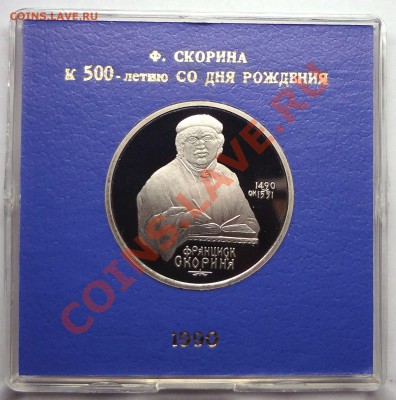 COINS.LAVE.RU
Ф. СКОРИНА
К 500-летию СО ДНЯ РОЖДЕНИЯ
1490
ОК 1551
ФРАНЦИСК
СКОРИНА
1990
COINS.LAVE.RU